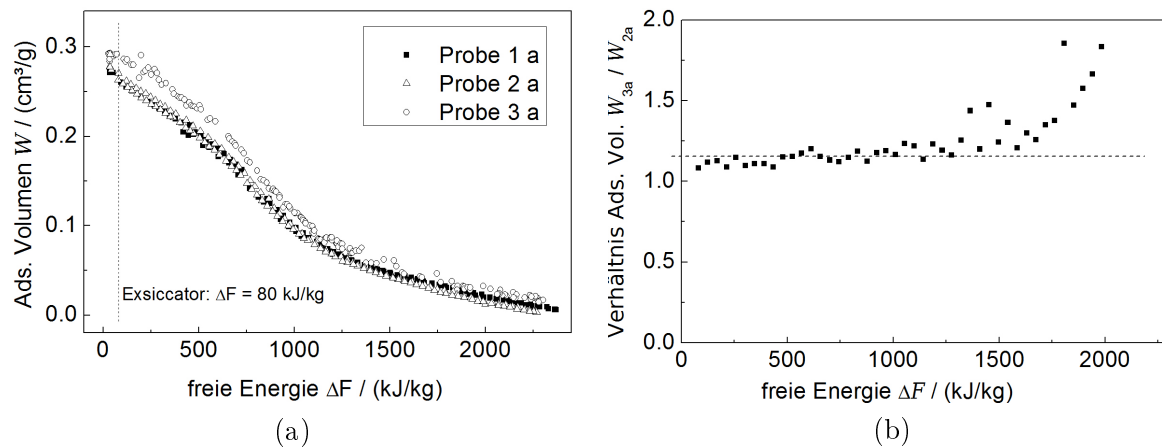 Ads. Volumen W / (cm³/g)
0.3
0.2
0.1
0.0
Probe 1 a
Probe 2 a
Probe 3 a
Exsiccator: ΔF = 80 kJ/kg
0 500 1000 1500 2000
freie Energie ΔF / (kJ/kg)
(a)
Verhältnis Ads. Vol. W3a / W2a
2.0
1.5
1.0
0.5
0.0
0 500 1000 1500 2000
freie Energie ΔF / (kJ/kg)
(b)